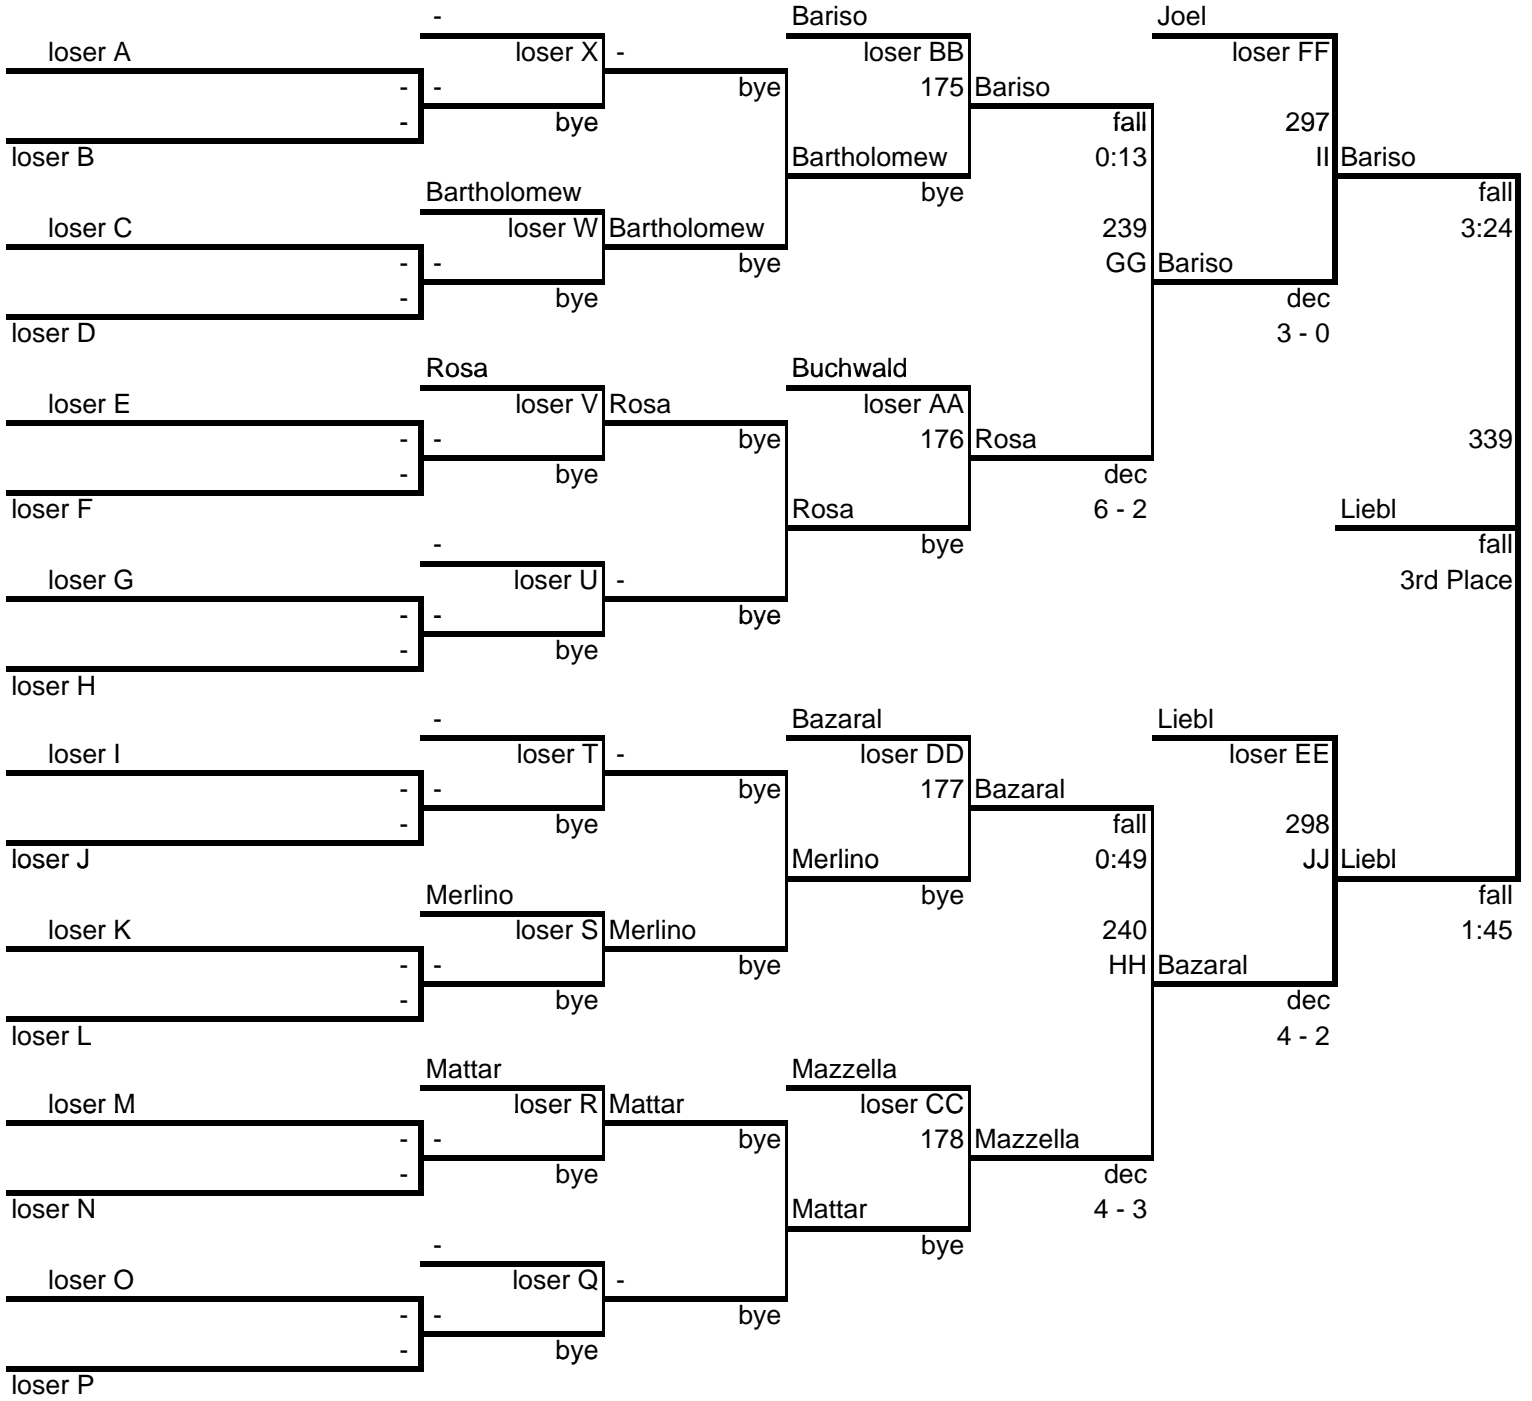 - Bariso Joel
loser A loser X - loser BB loser FF
- - bye 175 Bariso
- bye fall 297
loser B Bartholomew 0:13 II Bariso
Bartholomew bye fall
loser C loser W Bartholomew 239 3:24
- - bye GG Bariso
- bye dec
loser D 3 - 0
Rosa Buchwald
loser E loser V Rosa loser AA
- - bye 176 Rosa 339
- bye dec
loser F Rosa 6 - 2 Liebl
- bye fall
loser G loser U - 3rd Place
- - bye
- bye
loser H
- Bazaral Liebl
loser I loser T - loser DD loser EE
- - bye 177 Bazaral
- bye fall 298
loser J Merlino 0:49 JJ Liebl
Merlino bye fall
loser K loser S Merlino 240 1:45
- - bye HH Bazaral
- bye dec
loser L 4 - 2
Mattar Mazzella
loser M loser R Mattar loser CC
- - bye 178 Mazzella
- bye dec
loser N Mattar 4 - 3
- bye
loser O loser Q -
- - bye
- bye
loser P